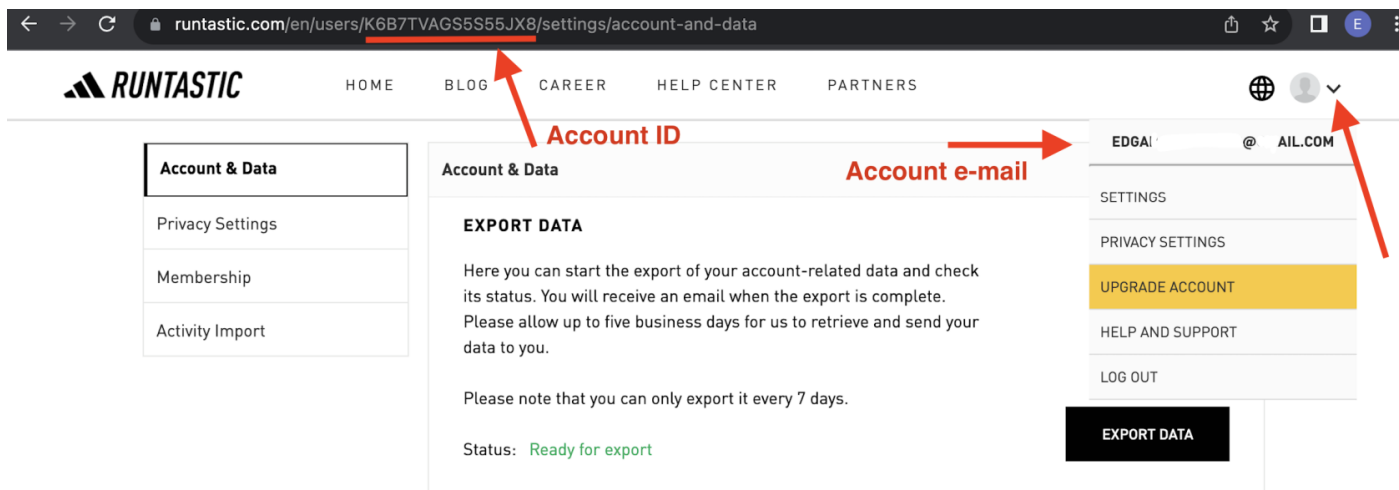 runtastic.com/en/users/K6B7TVAGS5S55JX8/settings/account-and-data
E
RUNTASTIC
HOME
BLOG
CAREER
HELP CENTER
PARTNERS
Account ID
Account e-mail
EDGA
@ AIL.COM
Account & Data
Privacy Settings
Membership
Activity Import
Account & Data
EXPORT DATA
Here you can start the export of your account-related data and check
its status. You will receive an email when the export is complete.
Please allow up to five business days for us to retrieve and send your
data to you.
Please note that you can only export it every 7 days.
Status: Ready for export
SETTINGS
PRIVACY SETTINGS
UPGRADE ACCOUNT
HELP AND SUPPORT
LOG OUT
EXPORT DATA